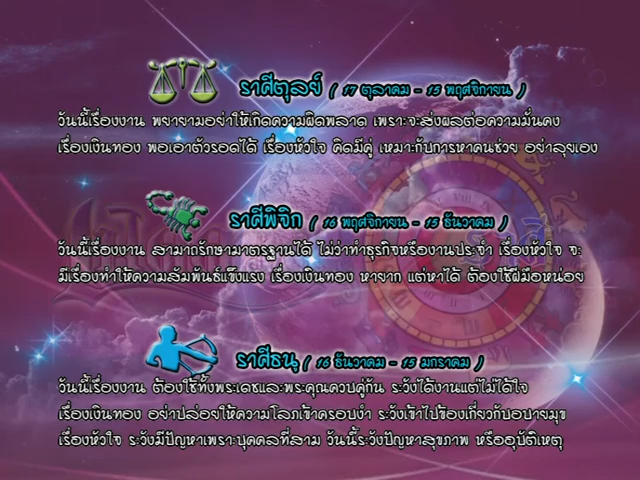 ราศีตุลย์ ( 17 ตุลาคม - 15 พฤศจิกายน )
วันนี้เรื่องงาน พยายามอย่าให้เกิดความผิดพลาด เพราะจะส่งผลต่อความมั่นคง
เรื่องเงินทอง พอเอาตัวรอดได้ เรื่องหัวใจ คิดมีคู่ เหมาะกับการหาคนช่วย อย่าลุยเอง
ราศีพิจิก ( 16 พฤศจิกายน - 15 ธันวาคม )
วันนี้เรื่องงาน สามารถรักษามาตรฐานได้ ไม่ว่าทำธุรกิจหรืองานประจำ เรื่องหัวใจ จะ
มีเรื่องทำให้ความสัมพันธ์แข็งแรง เรื่องเงินทอง หายาก แต่หาได้ ต้องใช้ฝีมือหน่อย
ราศีธนู ( 16 ธันวาคม - 15 มกราคม )
วันนี้เรื่องงาน ต้องใช้ทั้งพระเดชและพระคุณควบคู่กัน ระวังได้งานแต่ไม่ได้ใจ
เรื่องเงินทอง อย่าปล่อยให้ความโลภเข้าครอบงำ ระวังเข้าไปข้องเกี่ยวกับอบายมุข
เรื่องหัวใจ ระวังมีปัญหาเพราะบุคคลที่สาม วันนี้ระวังปัญหาสุขภาพ หรืออุบัติเหตุ